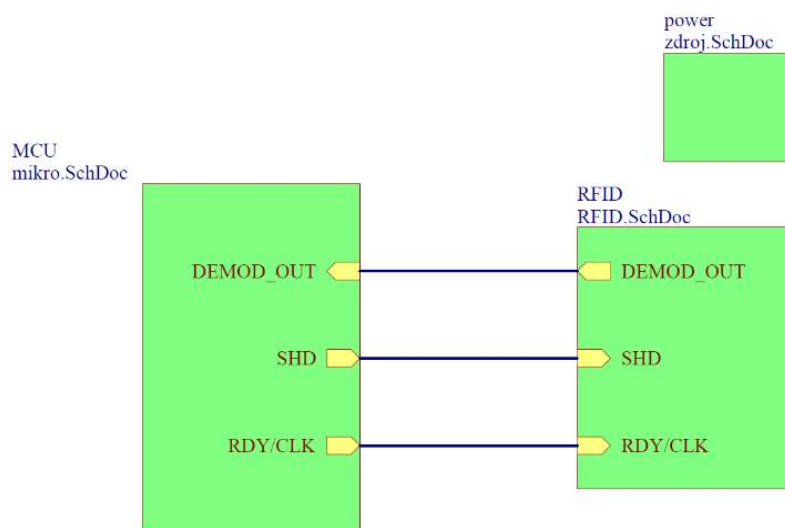 power
zdroj.SchDoc
MCU
mikro.SchDoc
RFID
RFID.SchDoc
DEMOD_OUT DEMOD_OUT
SHD SHD
RDY/CLK RDY/CLK